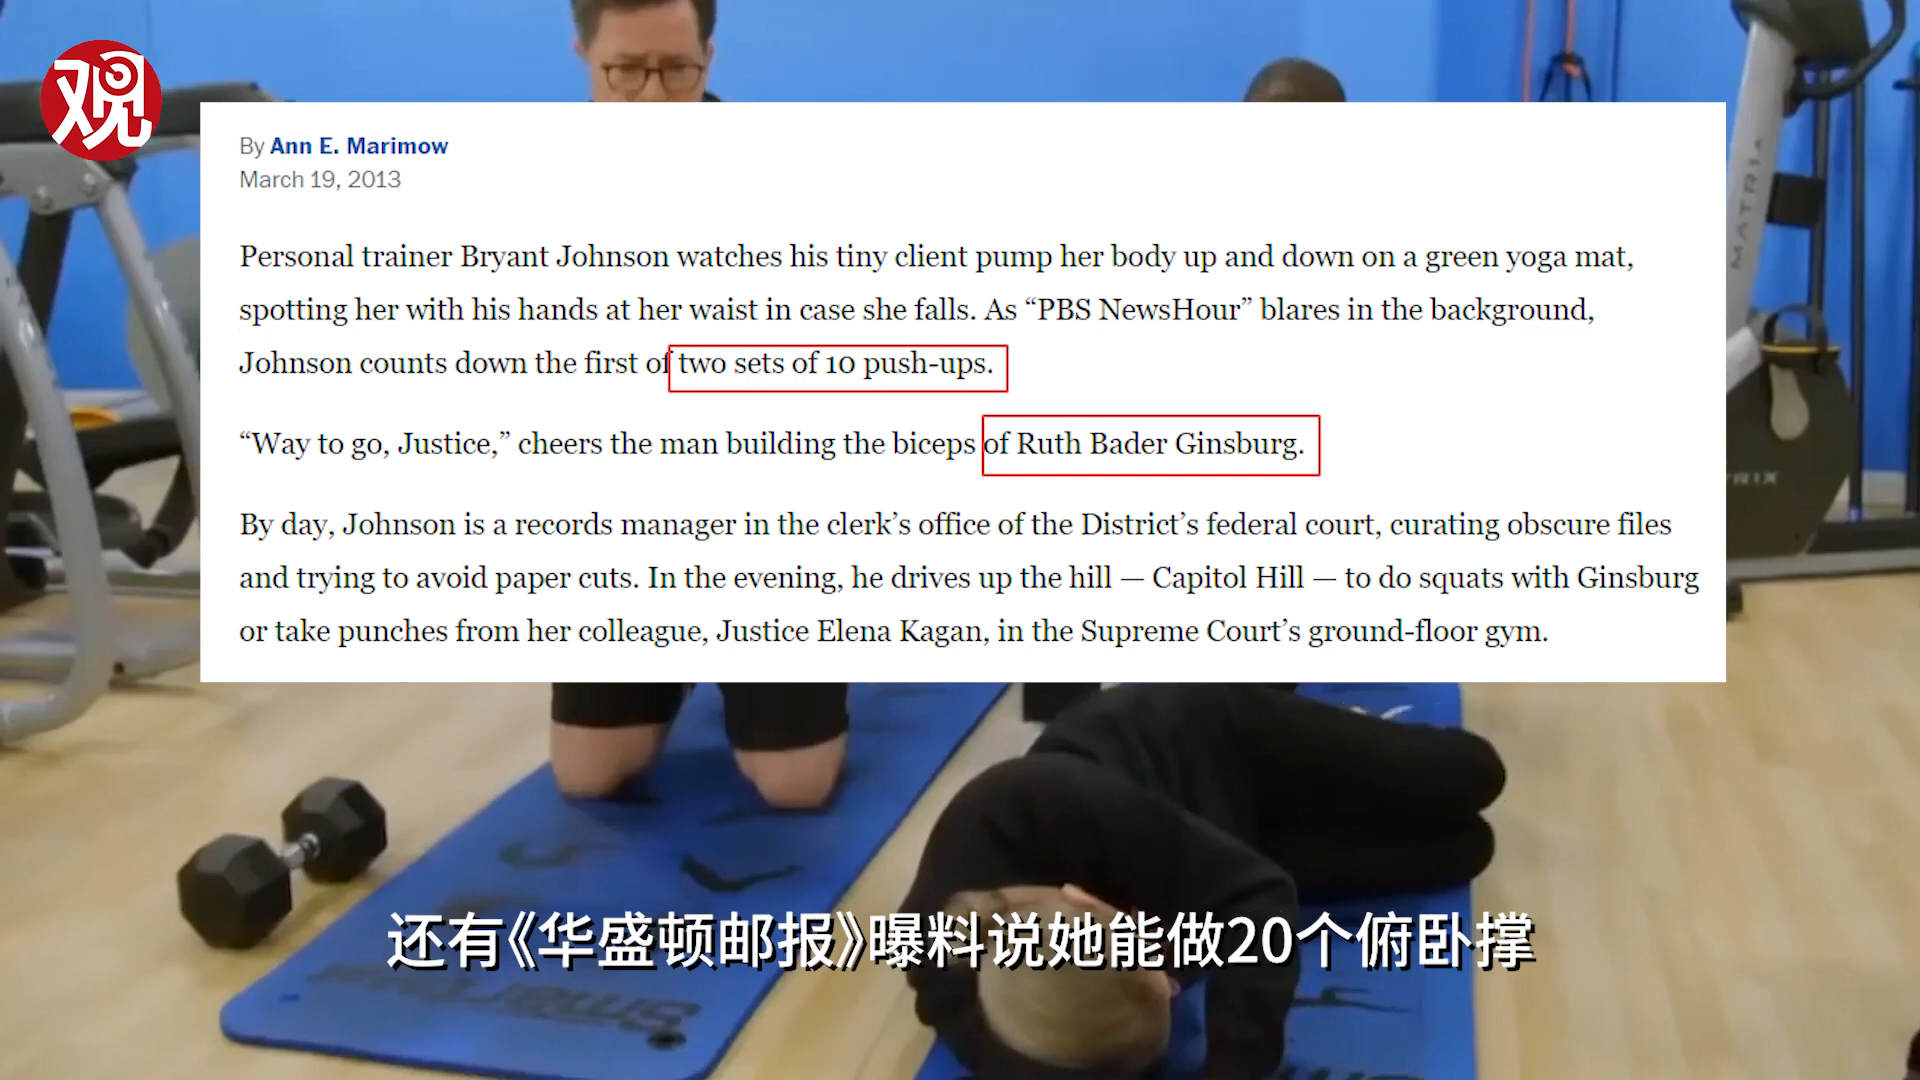 观
By Ann E. Marimow
March 19, 2013
Personal trainer Bryant Johnson watches his tiny client pump her body up and down on a green yoga mat,
spotting her with his hands at her waist in case she falls. As “PBS NewsHour” blares in the background,
Johnson counts down the first of two sets of 10 push-ups.
“Way to go, Justice,” cheers the man building the biceps of Ruth Bader Ginsburg.
By day, Johnson is a records manager in the clerk’s office of the District’s federal court, curating obscure files
and trying to avoid paper cuts. In the evening, he drives up the hill — Capitol Hill — to do squats with Ginsburg
or take punches from her colleague, Justice Elena Kagan, in the Supreme Court’s ground-floor gym.
MATRIX
还有《华盛顿邮报》曝料说她能做20个俯卧撑